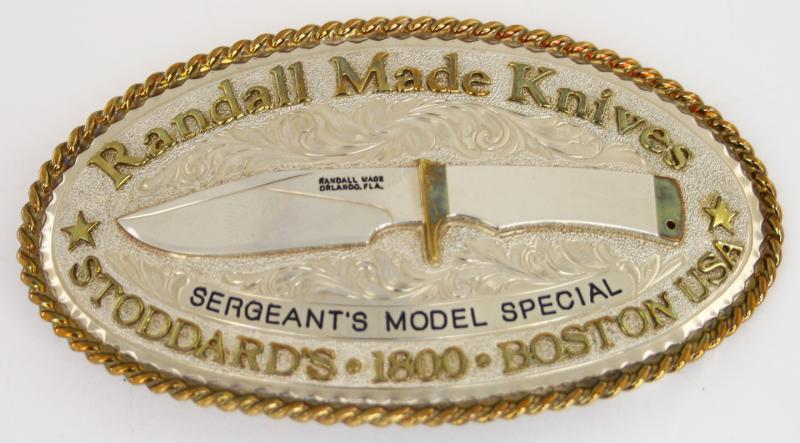 Randall Made Knives
RANDALL MADE
ORLANDO, FLA.
SERGEANT'S MODEL SPECIAL
STODDARD'S • 1800 • BOSTON USA